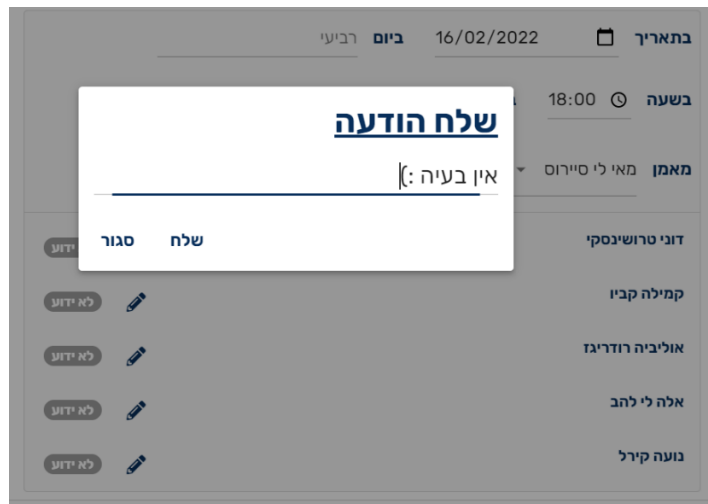 בתאריך 16/02/2022 ביום רביעי
בשעה 18:00
מאמן מאי לי סיירוס
שלח הודעה
אין בעיה :)
שלח סגור
דוני טרושינסקי ידוע
קמילה קביו לא ידוע
אוליביה רודריגז לא ידוע
אלה לי להב לא ידוע
נועה קירל לא ידוע